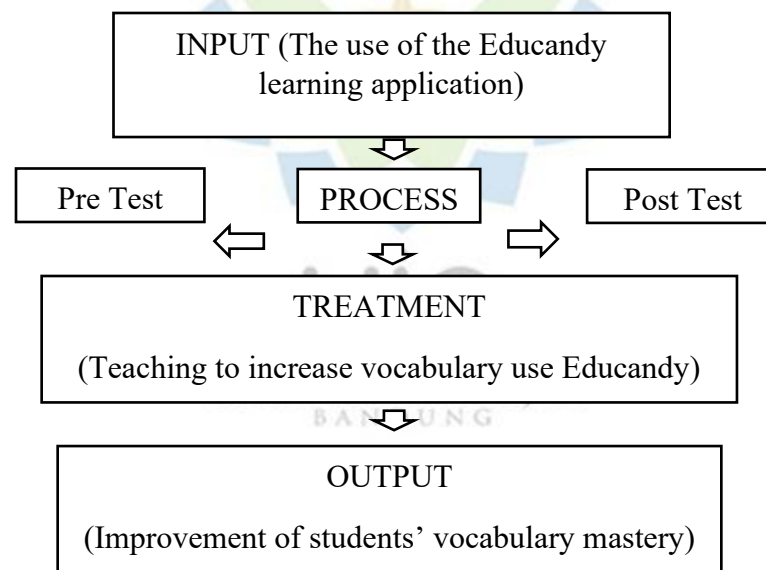 INPUT (The use of the Educandy
learning application)
Pre Test
PROCESS
Post Test
TREATMENT
(Teaching to increase vocabulary use Educandy)
BANDUNG
OUTPUT
(Improvement of students’ vocabulary mastery)